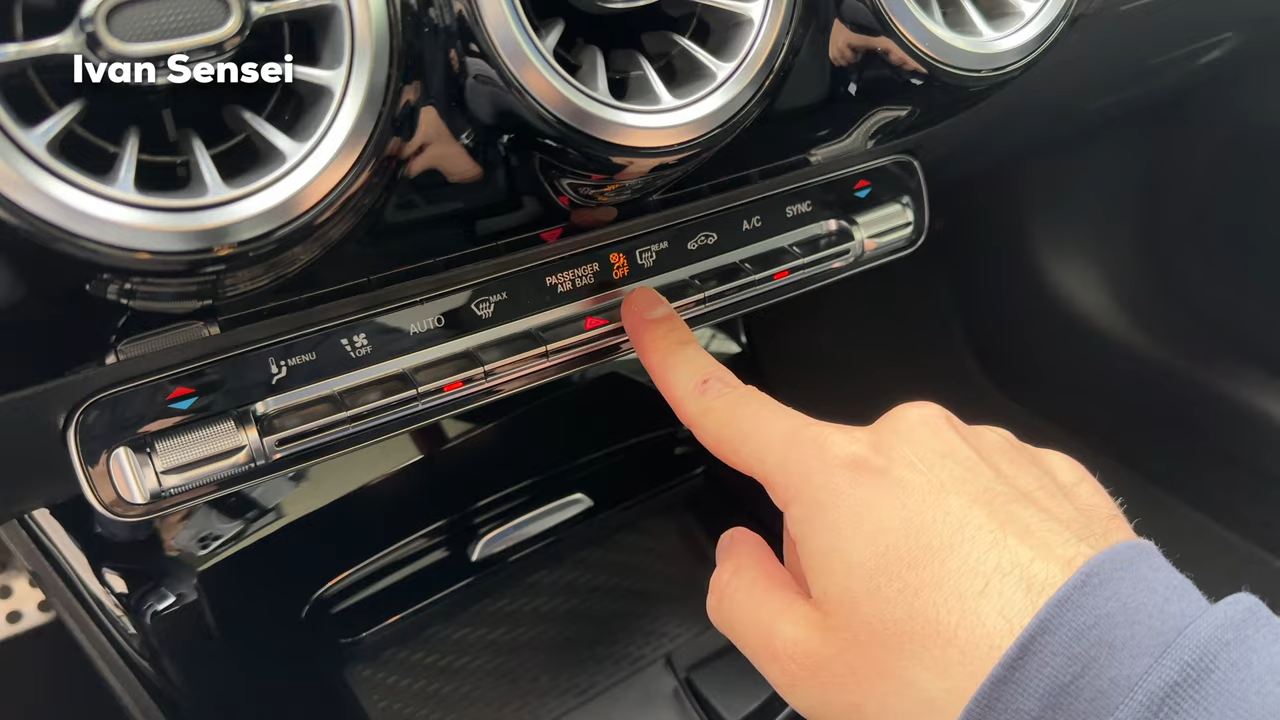 Ivan Sensei
MENU
OFF
AUTO
MAX
PASSENGER
AIR BAG
OFF
REAR
A/C
SYNC